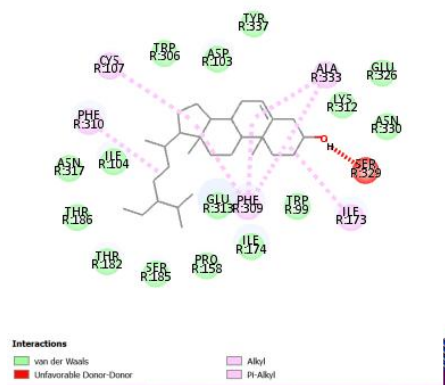 TYR
R:337
TRP
R:306
ASP
R:103
CYS
R:107
ALA
R:333
GLU
R:326
LYS
R:312
PHE
R:310
ASN
R:330
O
H
SER
R:329
ILE
R:104
ASN
R:317
GLU
R:313
PHE
R:309
TRP
R:99
ILE
R:173
THR
R:186
ILE
R:174
PRO
R:158
THR
R:182
SER
R:185
Interactions
van der Waals
Unfavorable Donor-Donor
Alkyl
Pi-Alkyl